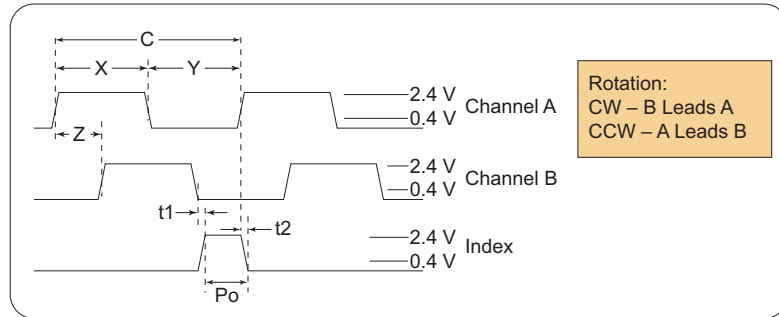 C
X
Y
2.4 V
0.4 V
Channel A
Z
2.4 V
0.4 V
Channel B
t1
t2
2.4 V
0.4 V
Index
Po
Rotation:
CW – B Leads A
CCW – A Leads B